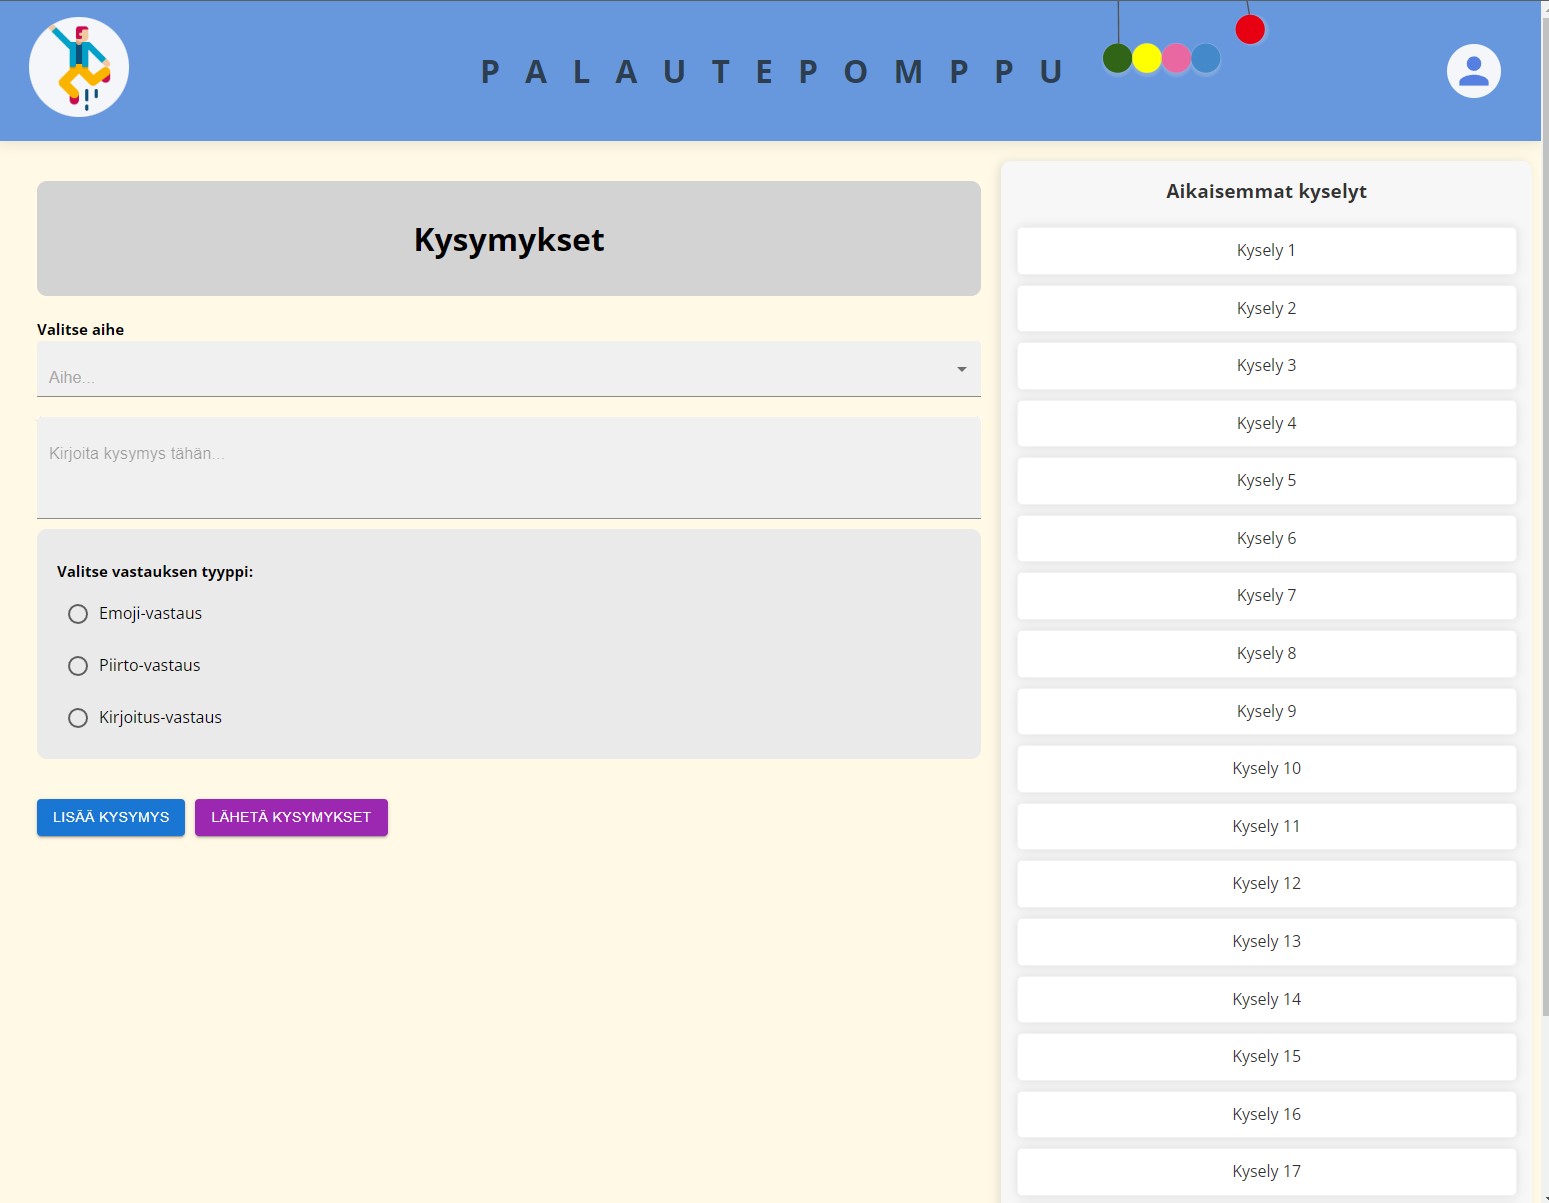 PALAUTEPOMPPU
Kysymykset
Valitse aihe
Aihe...
Kirjoita kysymys tähän...
Valitse vastauksen tyyppi:
Emoji-vastaus
Piirto-vastaus
Kirjoitus-vastaus
LISÄÄ KYSYMYS
LÄHETÄ KYSYMYKSET
Aikaisemmat kyselyt
Kysely 1
Kysely 2
Kysely 3
Kysely 4
Kysely 5
Kysely 6
Kysely 7
Kysely 8
Kysely 9
Kysely 10
Kysely 11
Kysely 12
Kysely 13
Kysely 14
Kysely 15
Kysely 16
Kysely 17